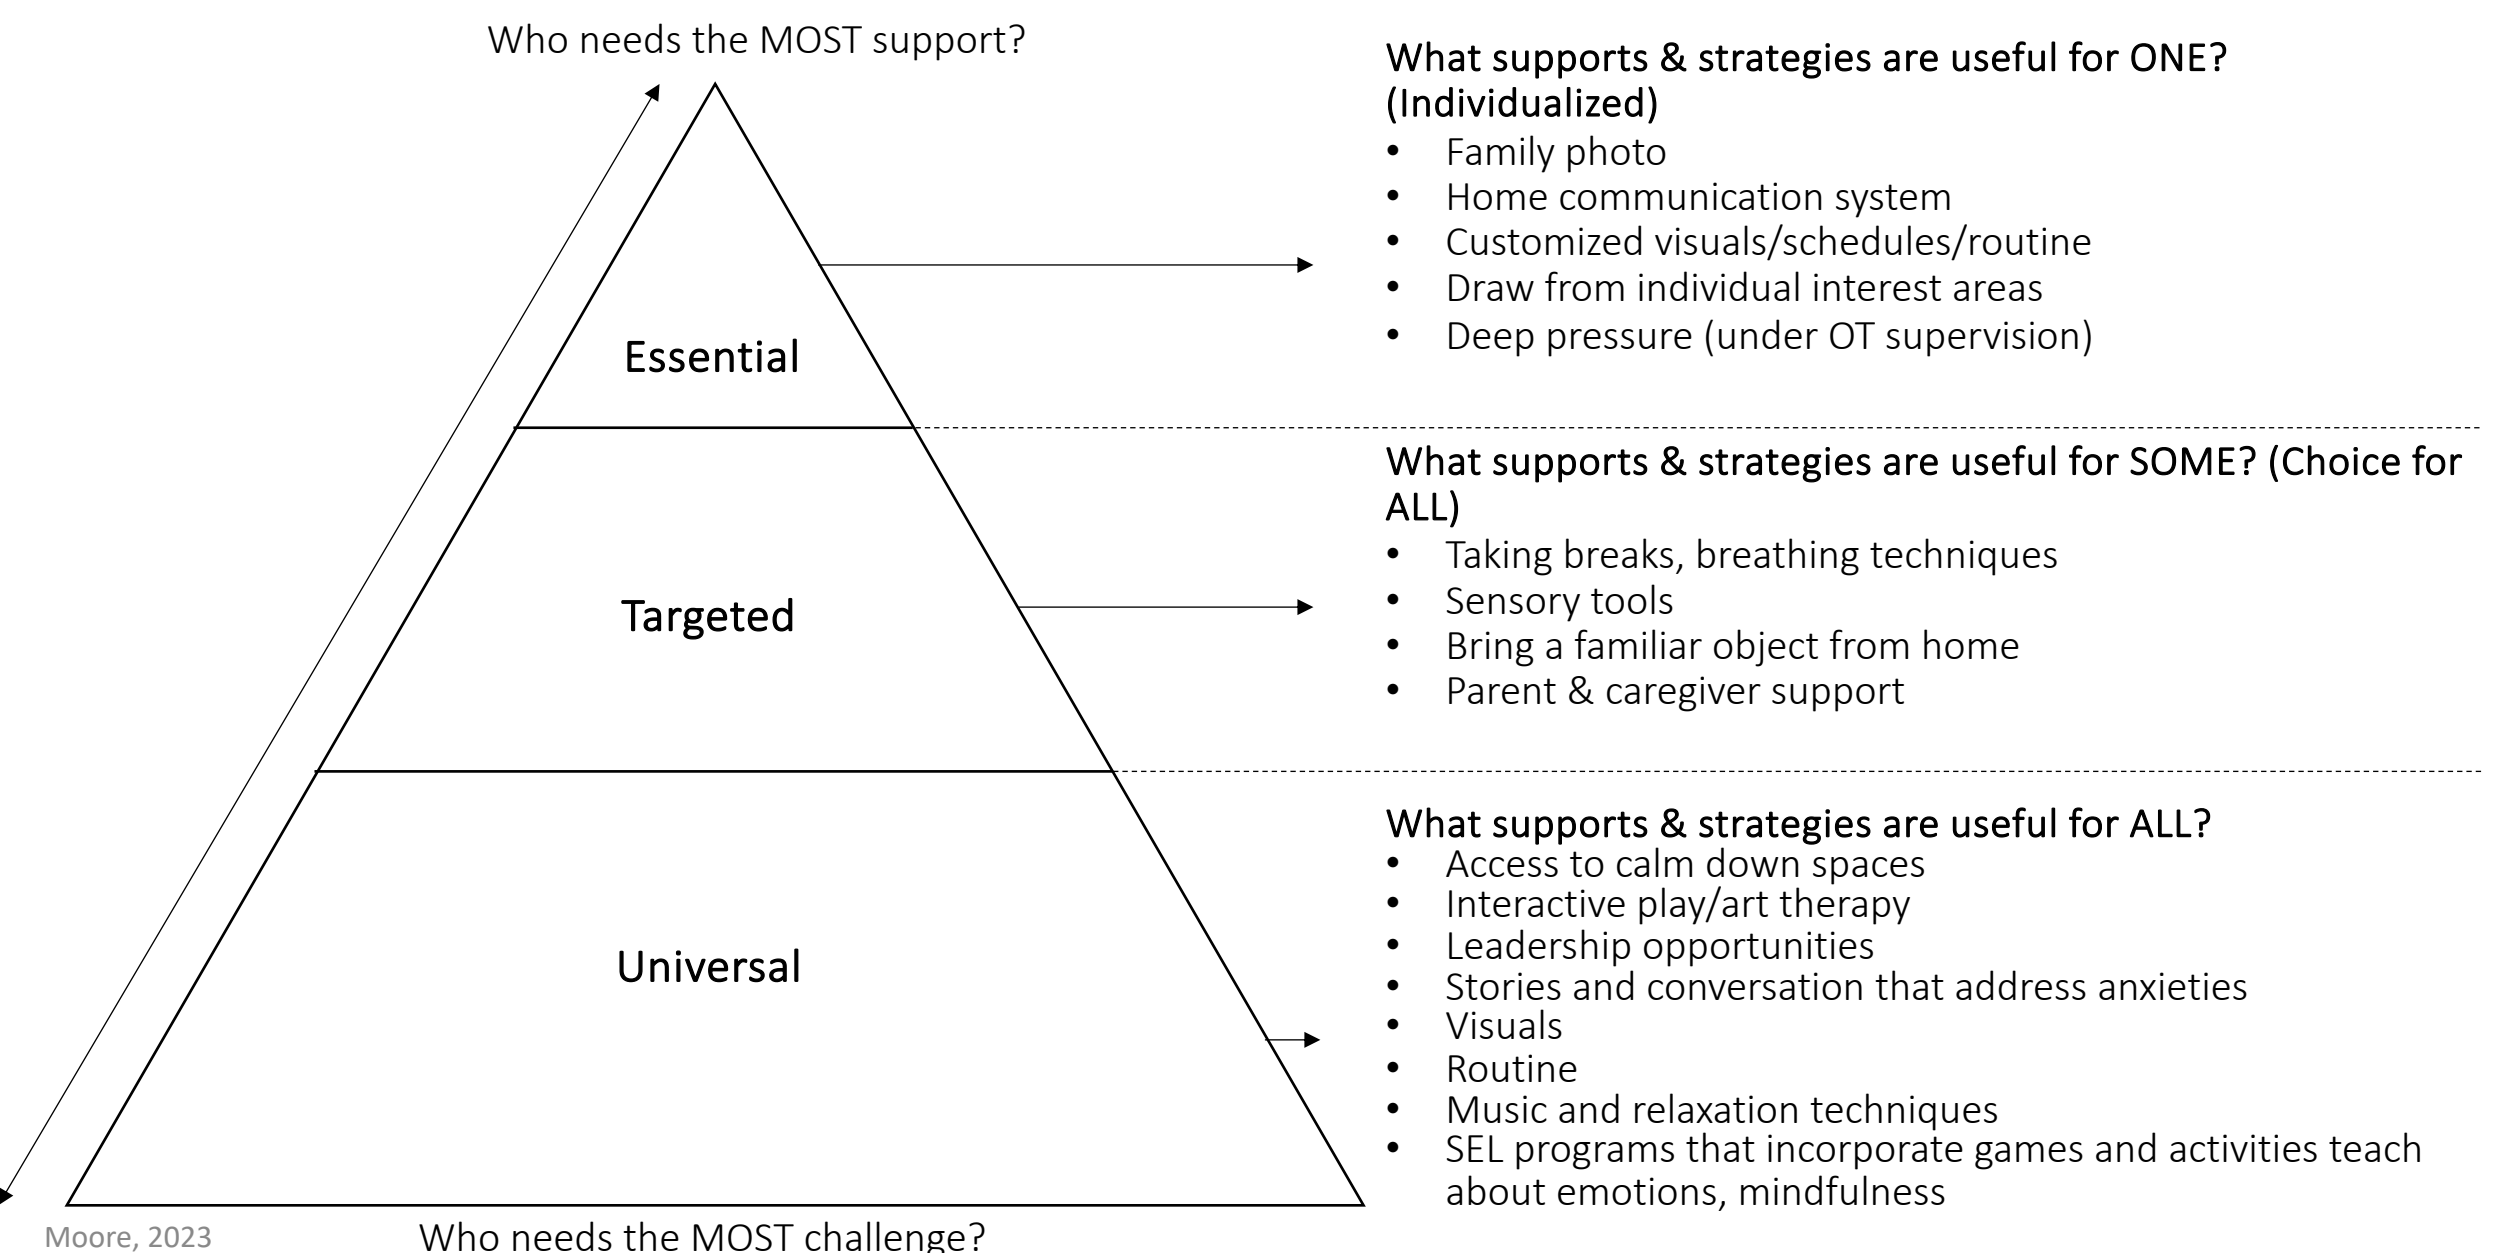 Who needs the MOST support?
Essential
Targeted
Universal
Who needs the MOST challenge?
Moore, 2023
What supports & strategies are useful for ONE?
(Individualized)
• Family photo
• Home communication system
• Customized visuals/schedules/routine
• Draw from individual interest areas
• Deep pressure (under OT supervision)
What supports & strategies are useful for SOME? (Choice for
ALL)
• Taking breaks, breathing techniques
• Sensory tools
• Bring a familiar object from home
• Parent & caregiver support
What supports & strategies are useful for ALL?
• Access to calm down spaces
• Interactive play/art therapy
• Leadership opportunities
• Stories and conversation that address anxieties
• Visuals
• Routine
• Music and relaxation techniques
• SEL programs that incorporate games and activities teach
about emotions, mindfulness